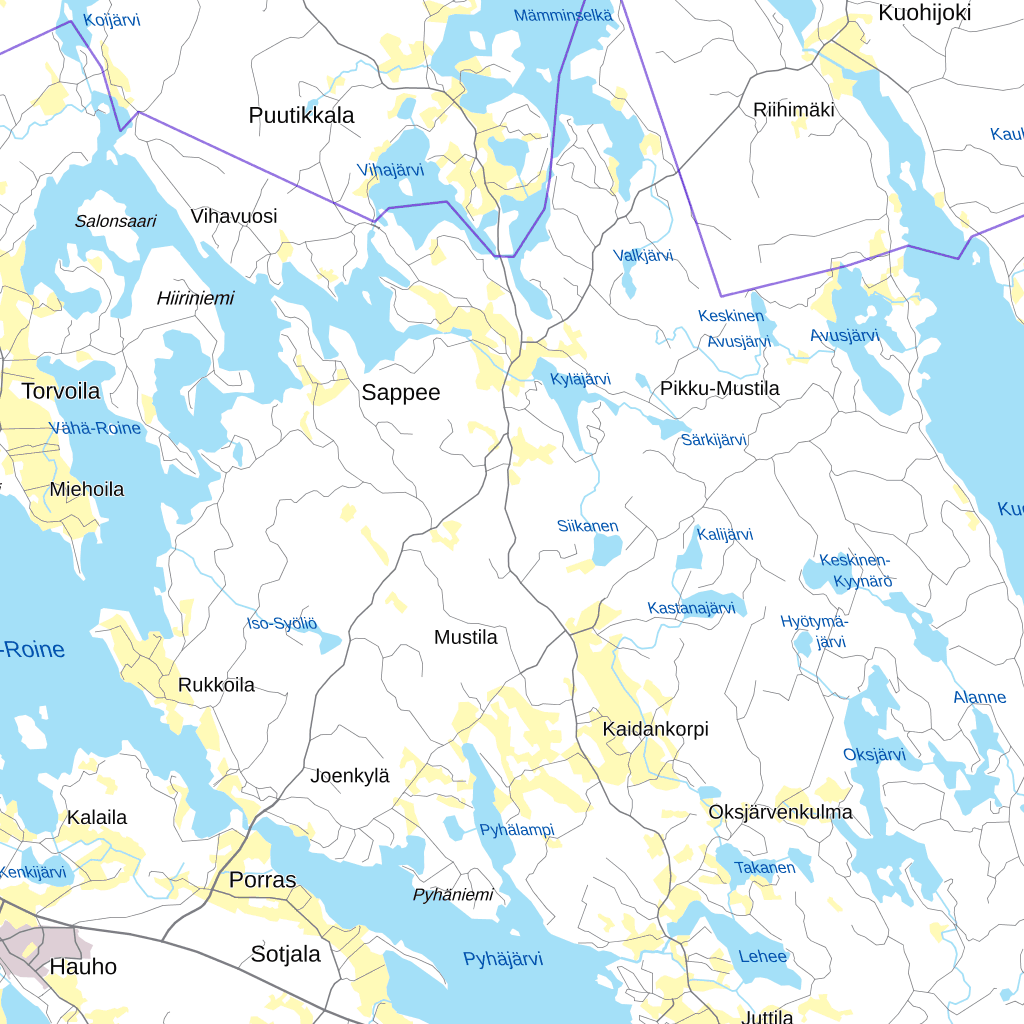 Kuohijoki
Mämminselkä
Koijärvi
Riihimäki
Puutikkala
Vihajärvi
Vihavuosi
Salonsaari
Valkjärvi
Hiiriniemi
Keskinen
Avusjärvi
Avusjärvi
Kyläjärvi
Pikku-Mustila
Torvoila
Sappee
Vähä-Roine
Särkijärvi
Miehoila
Siikanen
Kalijärvi
Keskinen-
Kyynärö
Kastanajärvi
Iso-Syöliö
Hyötymä-
järvi
Mustila
-Roine
Rukkoila
Alanne
Kaidankorpi
Oksjärvi
Joenkylä
Oksjärvenkulma
Kalaila
Pyhälampi
Kenkijärvi
Takanen
Porras
Pyhäniemi
Sotjala
Pyhäjärvi
Lehee
Hauho
Juttila